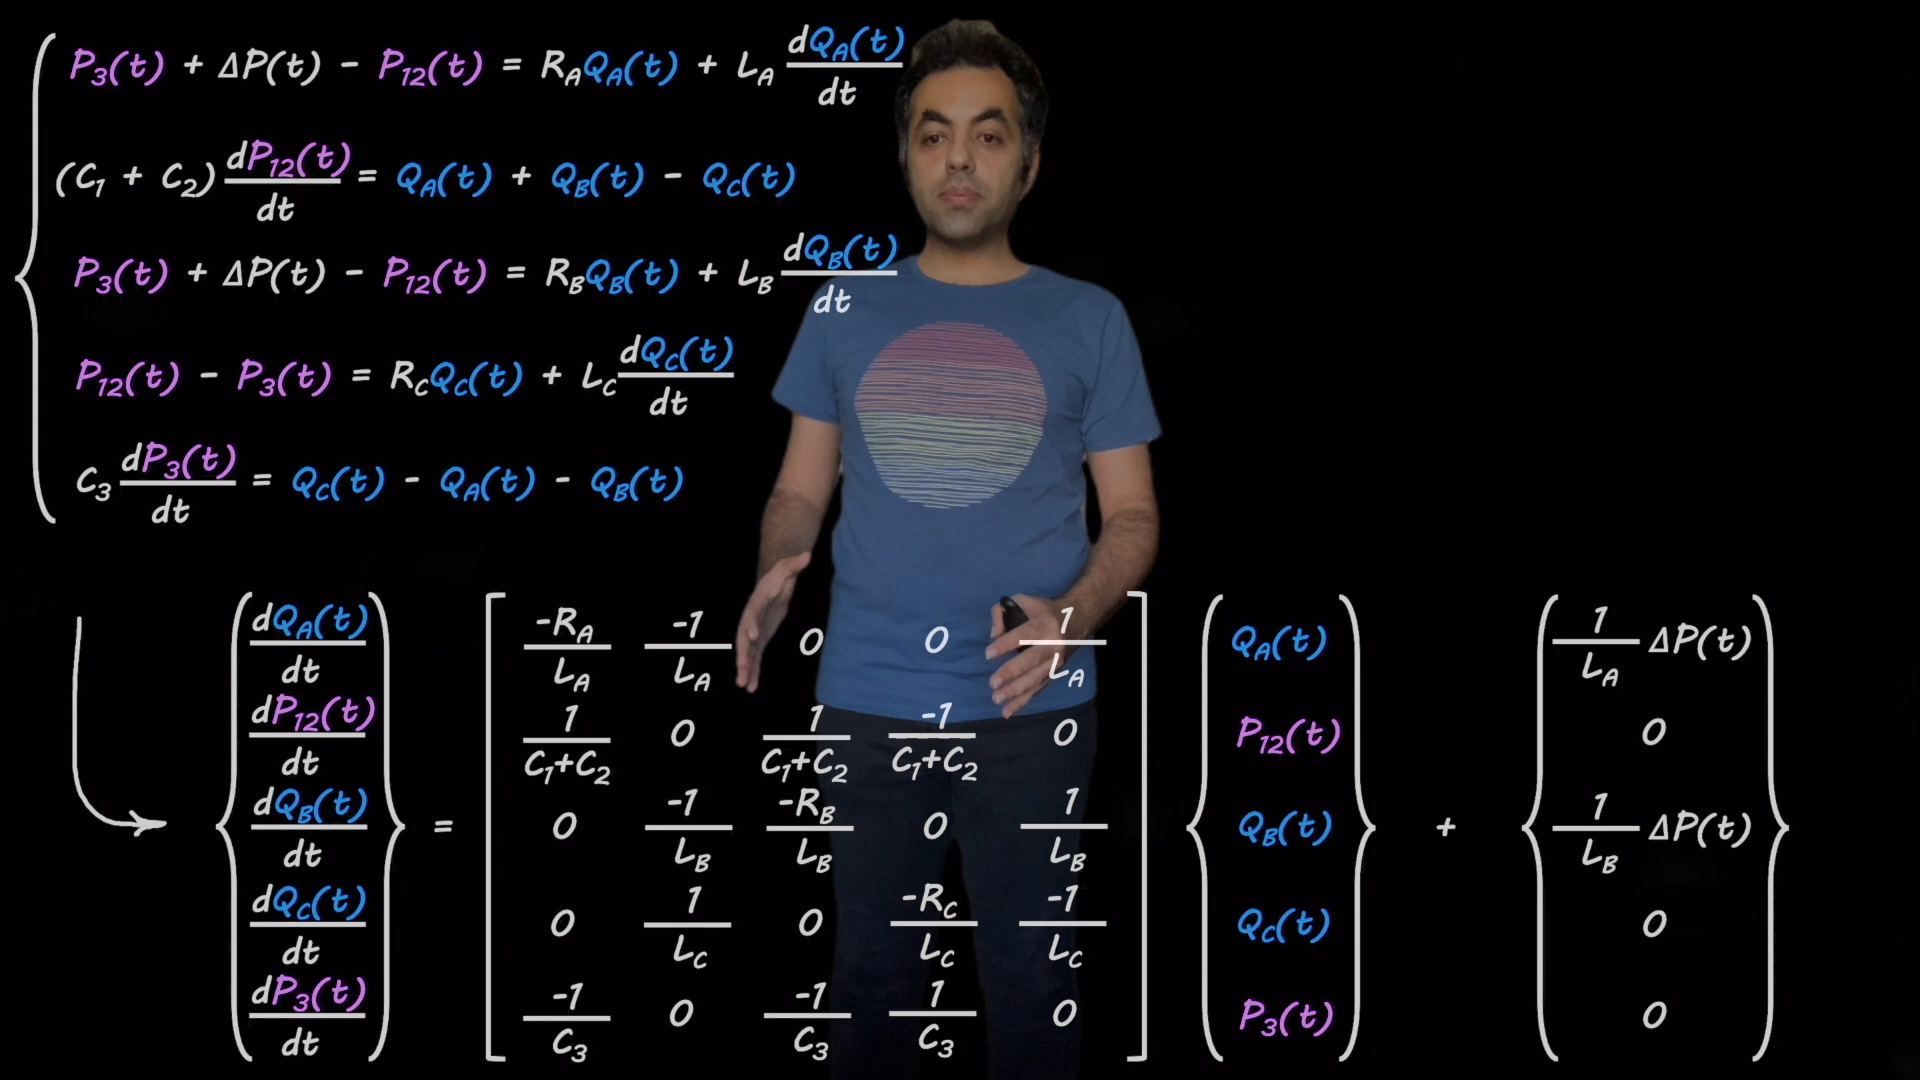 P₃(t) + ΔP(t) - P₁₂(t) = R_A Q_A(t) + L_A dQ_A(t)/dt
(C₁ + C₂) dP₁₂(t)/dt = Q_A(t) + Q_B(t) - Q_C(t)
P₃(t) + ΔP(t) - P₁₂(t) = R_B Q_B(t) + L_B dQ_B(t)/dt
P₁₂(t) - P₃(t) = R_C Q_C(t) + L_C dQ_C(t)/dt
C₃ dP₃(t)/dt = Q_C(t) - Q_A(t) - Q_B(t)
dQ_A(t)/dt -R_A/L_A -1/L_A 0 0 1/L_A Q_A(t) 1/L_A ΔP(t)
dP₁₂(t)/dt 1/C₁+C₂ 0 1/C₁+C₂ -1/C₁+C₂ 0 P₁₂(t) 0
dQ_B(t)/dt = 0 -1/L_B -R_B/L_B 0 1/L_B Q_B(t) + 1/L_B ΔP(t)
dQ_C(t)/dt 0 1/L_C 0 -R_C/L_C -1/L_C Q_C(t) 0
dP₃(t)/dt -1/C₃ 0 -1/C₃ 1/C₃ 0 P₃(t) 0